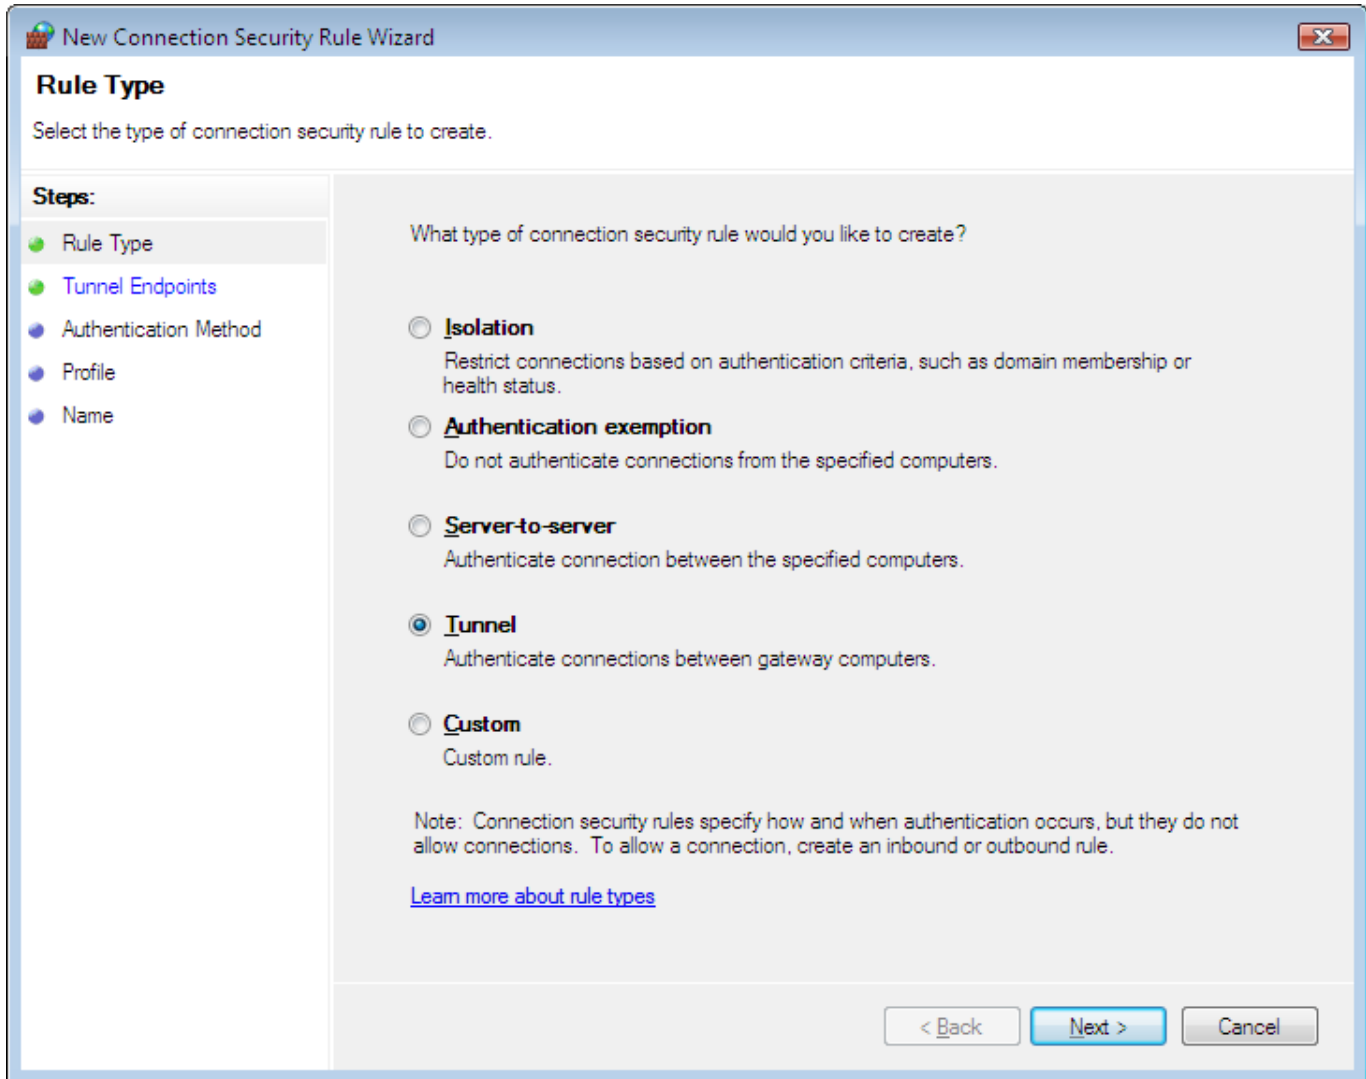 New Connection Security Rule Wizard
Rule Type
Select the type of connection security rule to create.
Steps:
Rule Type
Tunnel Endpoints
Authentication Method
Profile
Name
What type of connection security rule would you like to create?
Isolation
Restrict connections based on authentication criteria, such as domain membership or
health status.
Authentication exemption
Do not authenticate connections from the specified computers.
Server-to-server
Authenticate connection between the specified computers.
Tunnel
Authenticate connections between gateway computers.
Custom
Custom rule.
Note:  Connection security rules specify how and when authentication occurs, but they do not
allow connections.  To allow a connection, create an inbound or outbound rule.
Learn more about rule types
< Back
Next >
Cancel